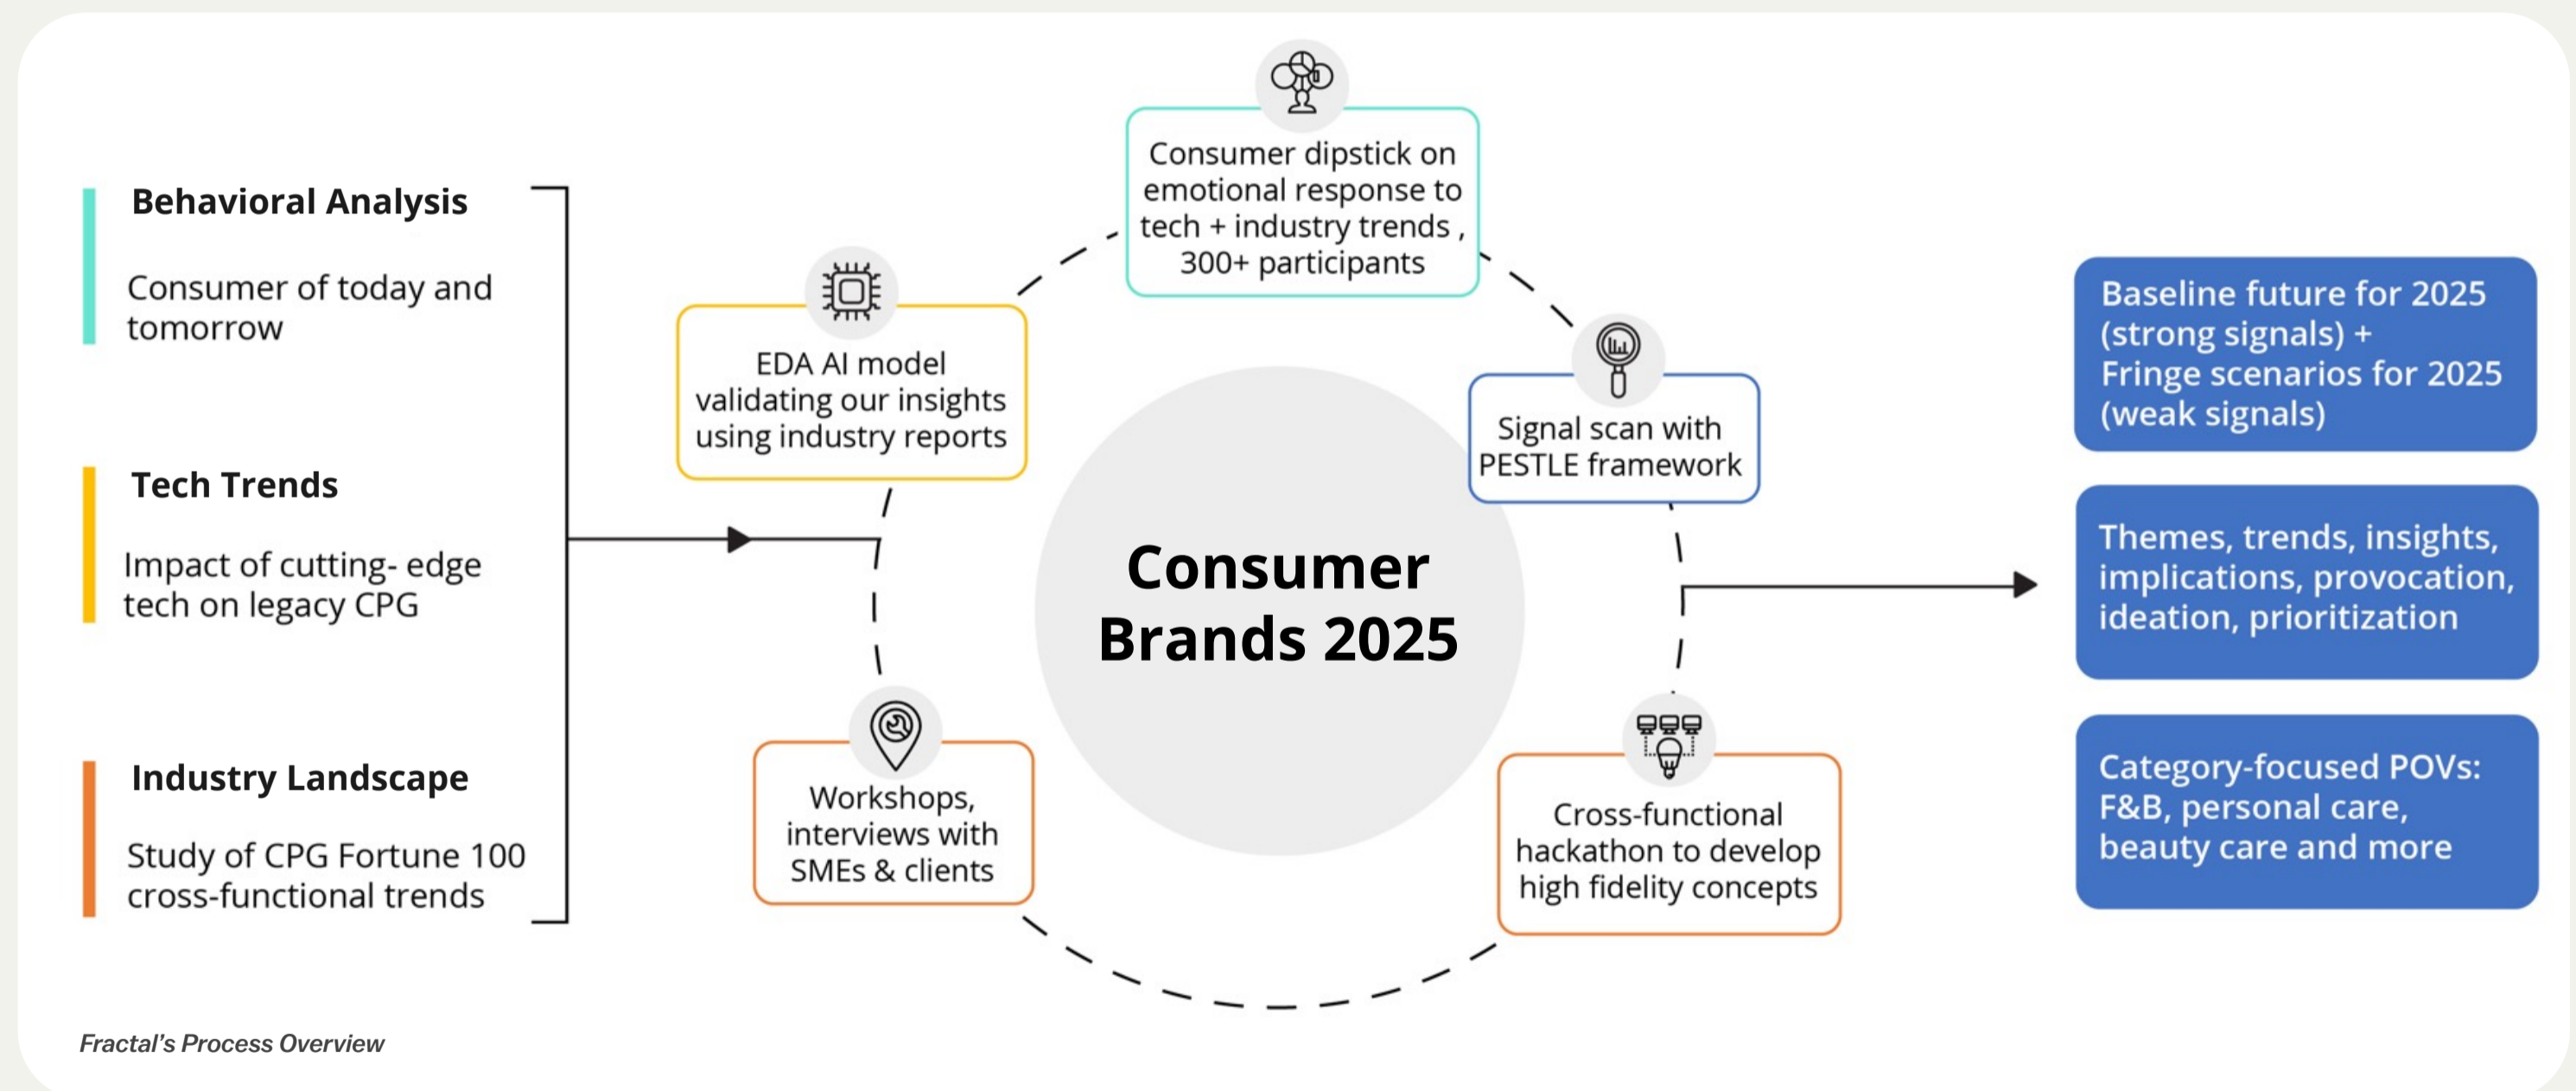 Behavioral Analysis
Consumer of today and
tomorrow
Tech Trends
Impact of cutting- edge
tech on legacy CPG
Industry Landscape
Study of CPG Fortune 100
cross-functional trends
EDA AI model
validating our insights
using industry reports
Consumer dipstick on
emotional response to
tech + industry trends ,
300+ participants
Signal scan with
PESTLE framework
Consumer
Brands 2025
Workshops,
interviews with
SMEs & clients
Cross-functional
hackathon to develop
high fidelity concepts
Baseline future for 2025
(strong signals) +
Fringe scenarios for 2025
(weak signals)
Themes, trends, insights,
implications, provocation,
ideation, prioritization
Category-focused POVs:
F&B, personal care,
beauty care and more
Fractal’s Process Overview